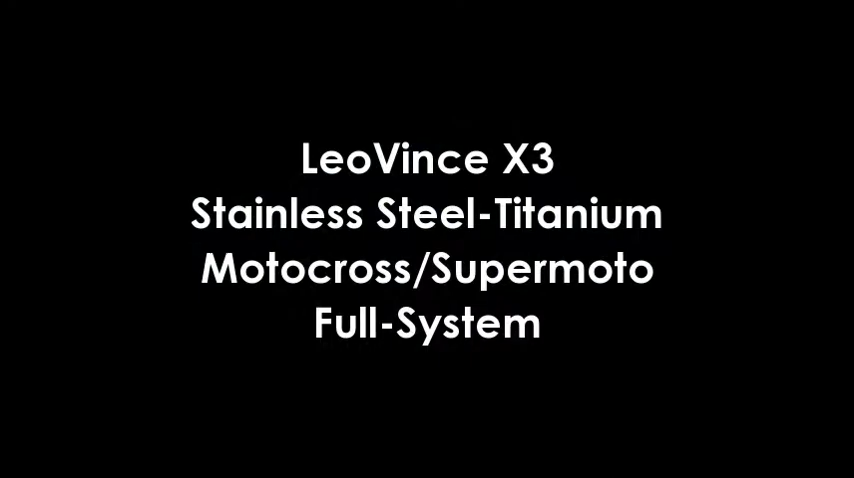 LeoVince X3
Stainless Steel-Titanium
Motocross/Supermoto
Full-System